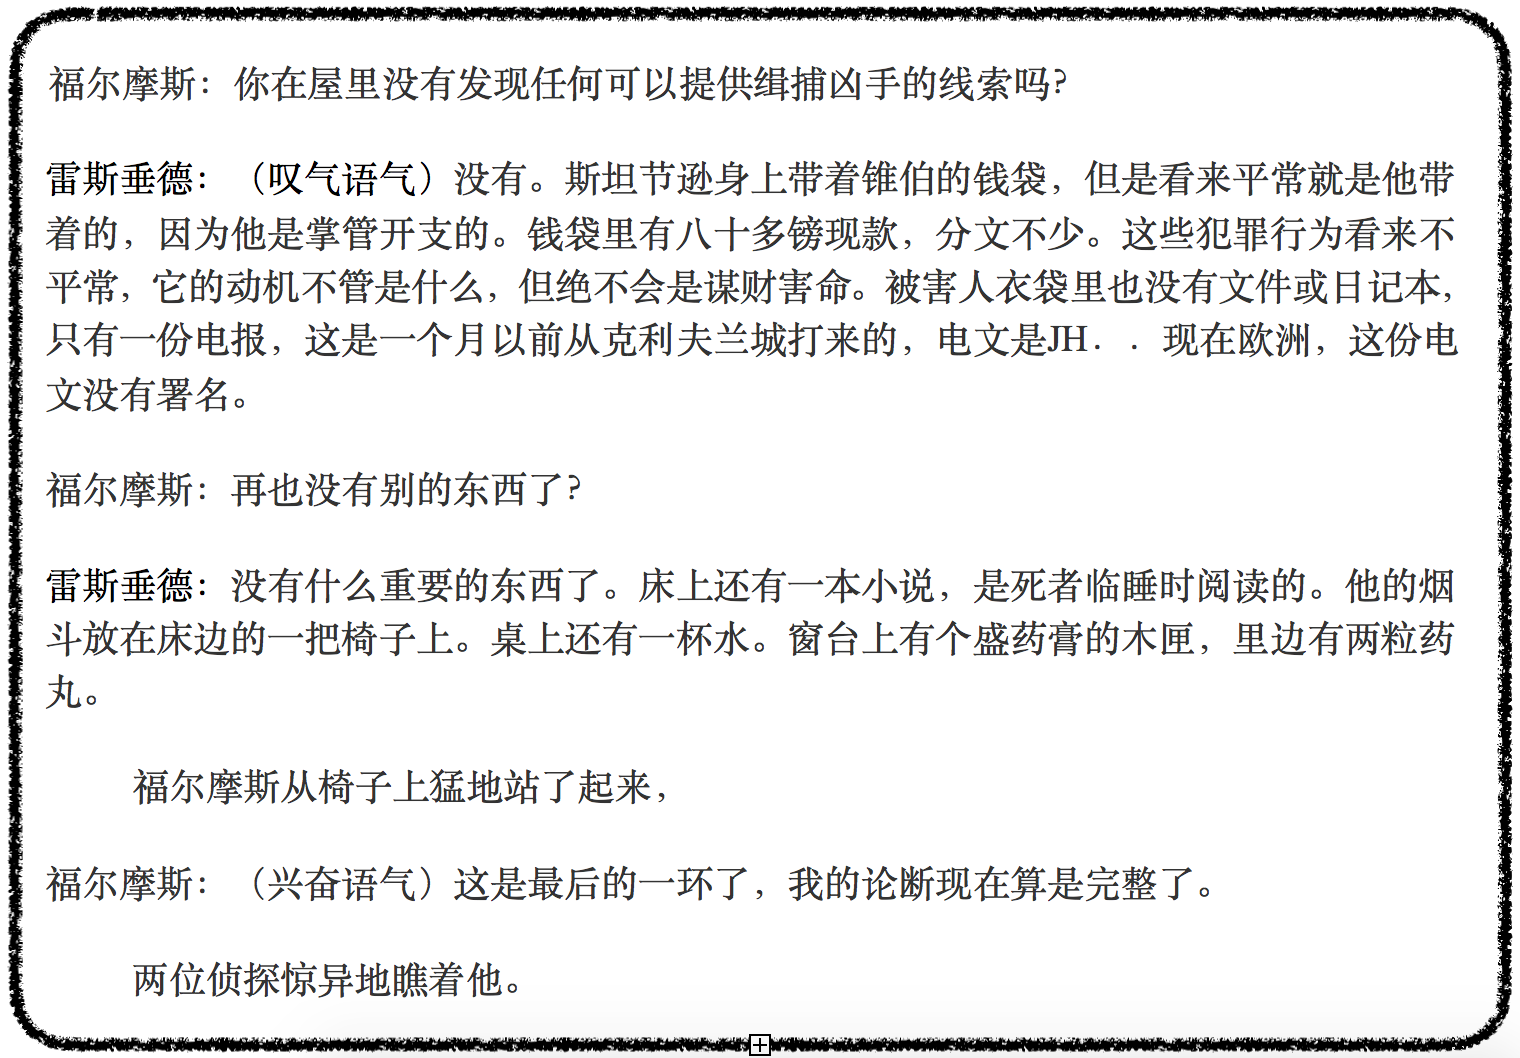 福尔摩斯：你在屋里没有发现任何可以提供缉捕凶手的线索吗?
雷斯垂德：（叹气语气）没有。斯坦节逊身上带着锥伯的钱袋，但是看来平常就是他带
着的，因为他是掌管开支的。钱袋里有八十多镑现款，分文不少。这些犯罪行为看来不
平常，它的动机不管是什么，但绝不会是谋财害命。被害人衣袋里也没有文件或日记本，
只有一份电报，这是一个月以前从克利夫兰城打来的，电文是JH．．现在欧洲，这份电
文没有署名。
福尔摩斯：再也没有别的东西了?
雷斯垂德：没有什么重要的东西了。床上还有一本小说，是死者临睡时阅读的。他的烟
斗放在床边的一把椅子上。桌上还有一杯水。窗台上有个盛药膏的木匣，里边有两粒药
丸。
福尔摩斯从椅子上猛地站了起来，
福尔摩斯：（兴奋语气）这是最后的一环了，我的论断现在算是完整了。
两位侦探惊异地瞧着他。